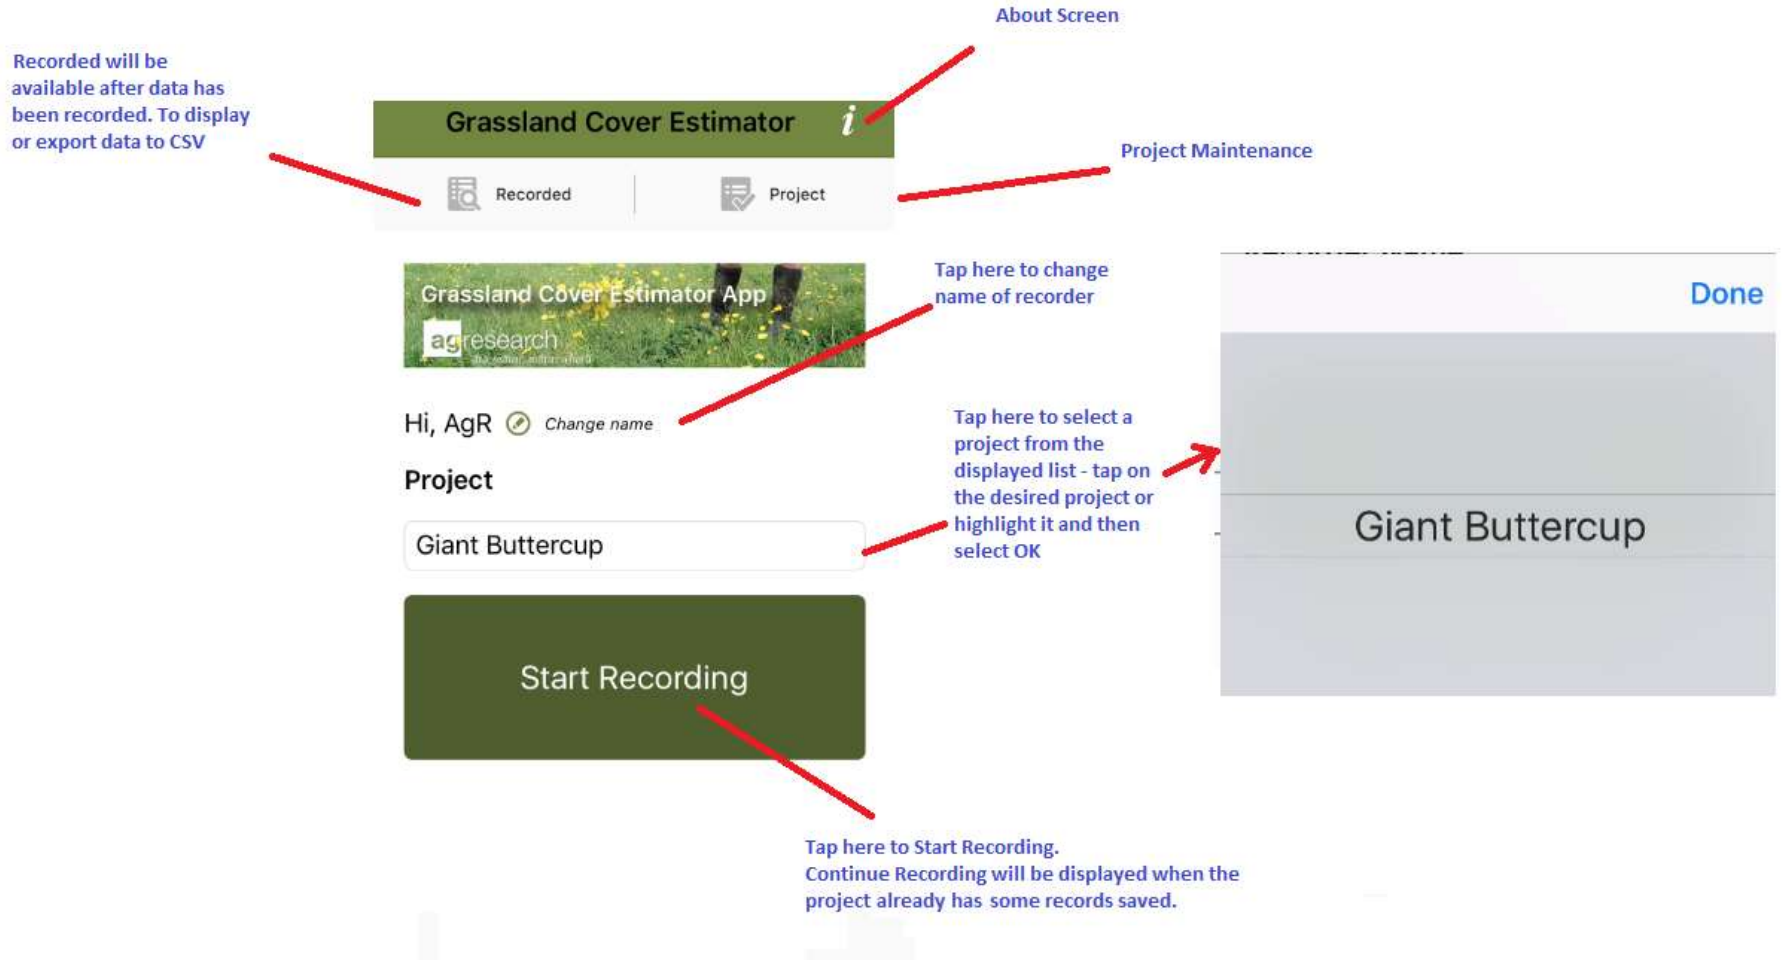 About Screen
Recorded will be
available after data has
been recorded. To display
or export data to CSV
Grassland Cover Estimator i
Project Maintenance
Recorded
Project
Grassland Cover Estimator App
agresearch
Tap here to change
name of recorder
Done
Hi, AgR Change name
Tap here to select a
project from the
displayed list - tap on
the desired project or
highlight it and then
select OK
Project
Giant Buttercup
Giant Buttercup
Start Recording
Tap here to Start Recording.
Continue Recording will be displayed when the
project already has some records saved.